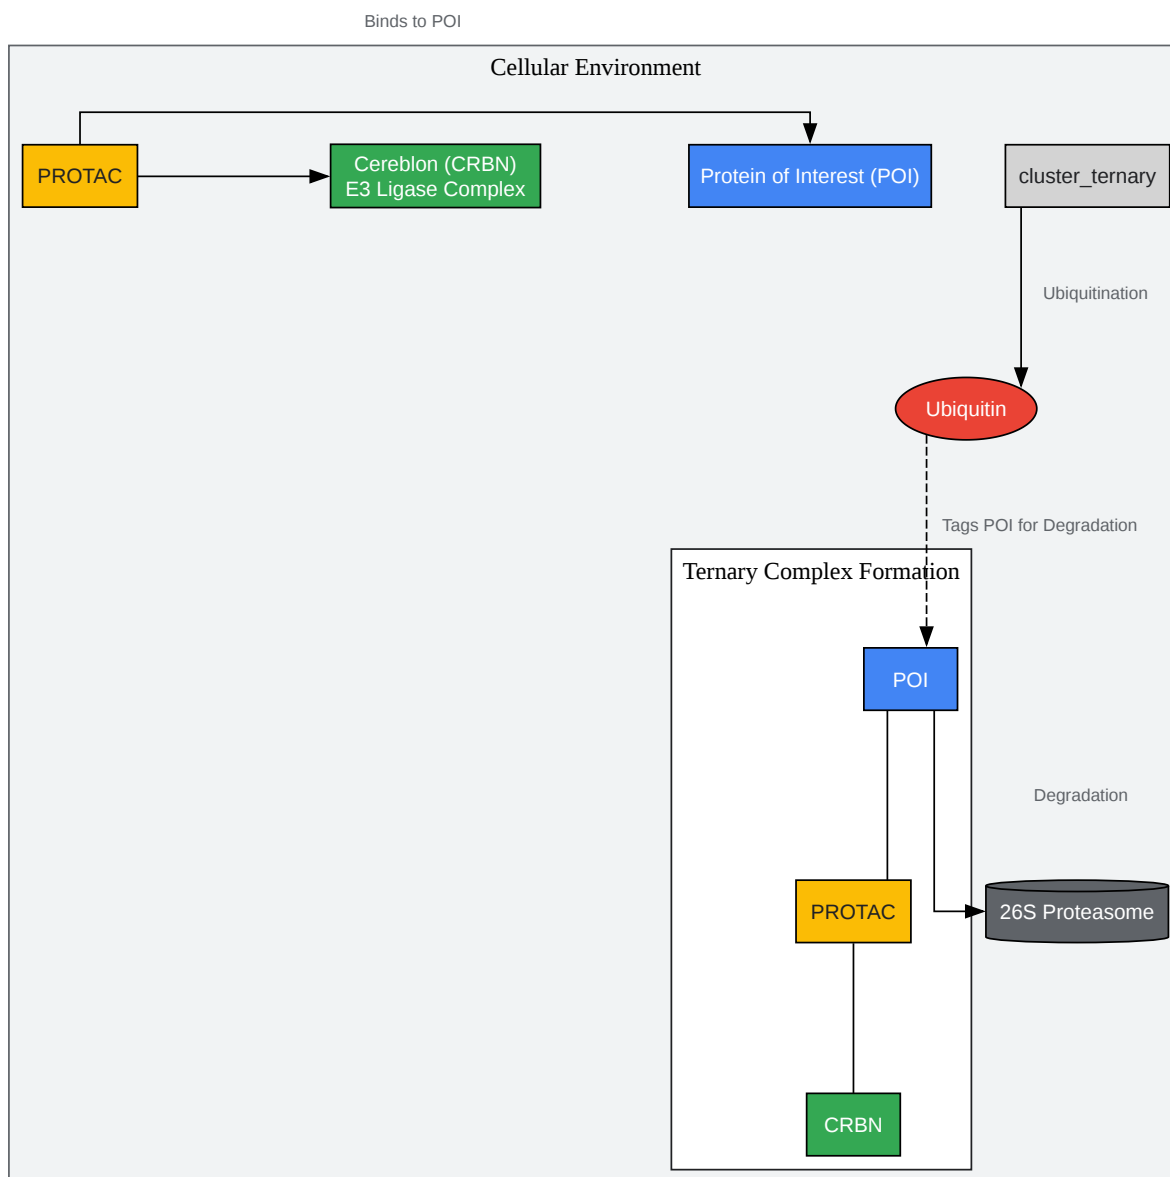 Binds to POI
Cellular Environment
PROTAC
Cereblon (CRBN)
E3 Ligase Complex
Protein of Interest (POI)
cluster_ternary
Ubiquitination
Ubiquitin
Tags POI for Degradation
Ternary Complex Formation
POI
Degradation
PROTAC
26S Proteasome
CRBN